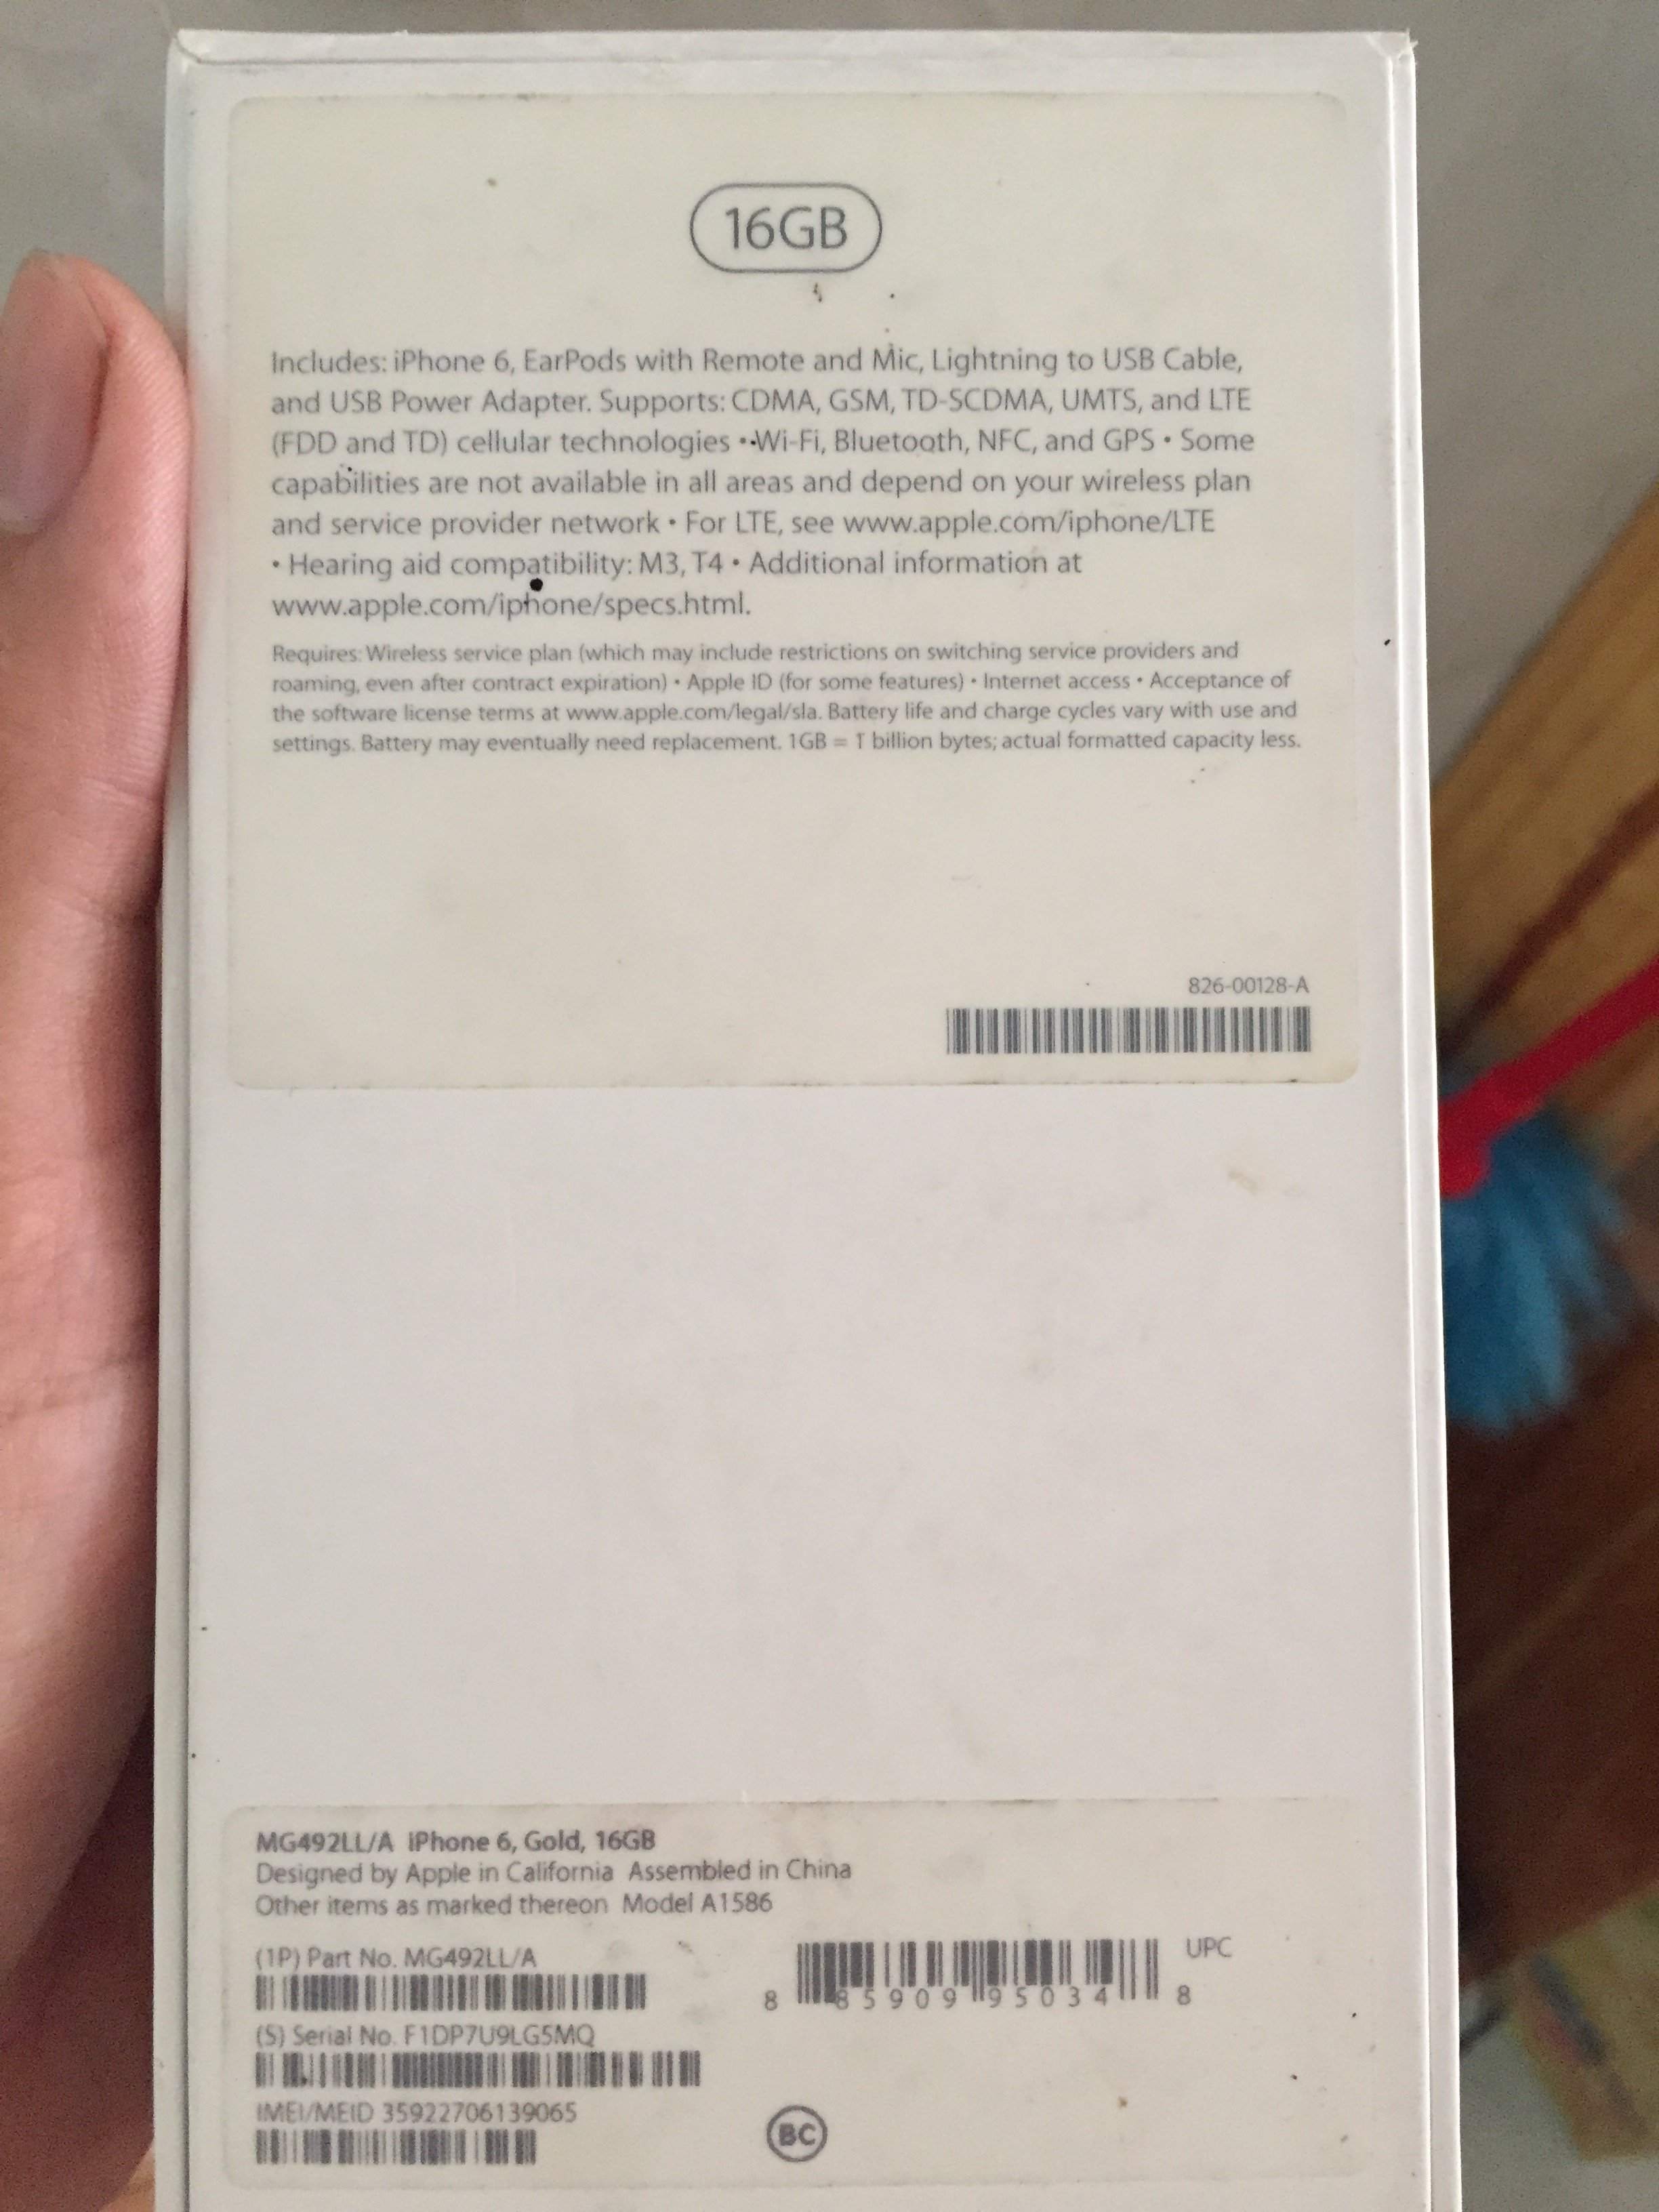 16GB
Includes: iPhone 6, EarPods with Remote and Mic, Lightning to USB Cable,
and USB Power Adapter. Supports: CDMA, GSM, TD-SCDMA, UMTS, and LTE
(FDD and TD) cellular technologies • Wi-Fi, Bluetooth, NFC, and GPS • Some
capabilities are not available in all areas and depend on your wireless plan
and service provider network • For LTE, see www.apple.com/iphone/LTE
• Hearing aid compatibility: M3, T4 • Additional information at
www.apple.com/iphone/specs.html.
Requires: Wireless service plan (which may include restrictions on switching service providers and
roaming, even after contract expiration) • Apple ID (for some features) • Internet access • Acceptance of
the software license terms at www.apple.com/legal/sla. Battery life and charge cycles vary with use and
settings. Battery may eventually need replacement. 1GB = 1 billion bytes; actual formatted capacity less.
826-00128-A
MG492LL/A iPhone 6, Gold, 16GB
Designed by Apple in California Assembled in China
Other items as marked thereon Model A1586
(1P) Part No. MG492LL/A
UPC
8 85909 95034 8
(S) Serial No. F1DP7U9LG5MQ
IMEI/MEID 35922706139065
BC